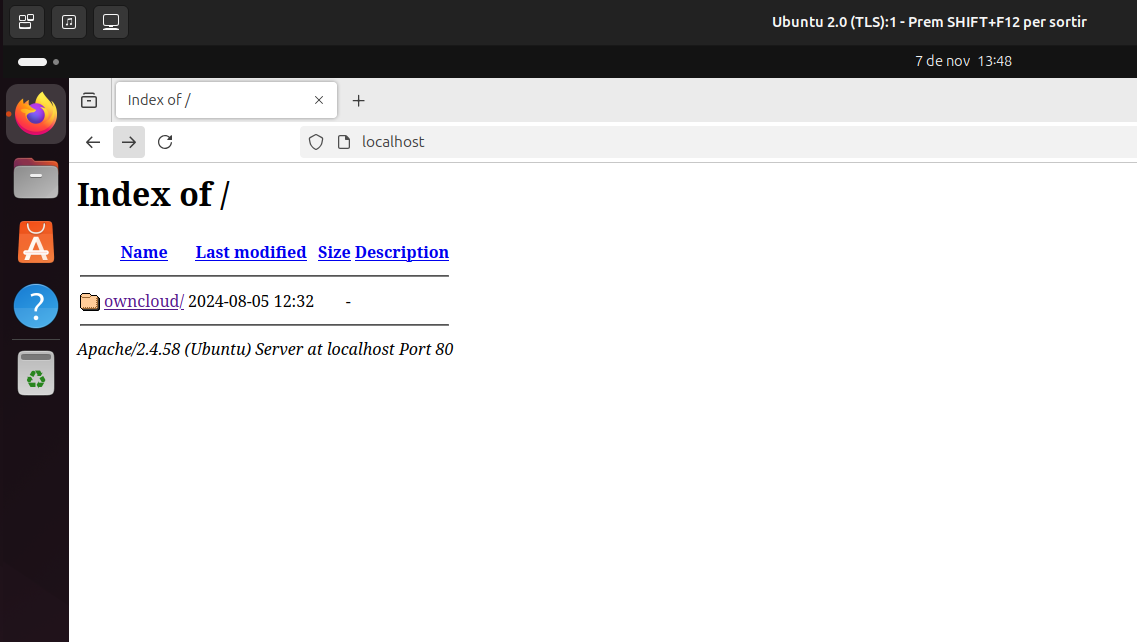 Ubuntu 2.0 (TLS):1 - Prem SHIFT+F12 per sortir
7 de nov 13:48
Index of /
localhost
Index of /
Name Last modified Size Description
owncloud/ 2024-08-05 12:32 -
Apache/2.4.58 (Ubuntu) Server at localhost Port 80